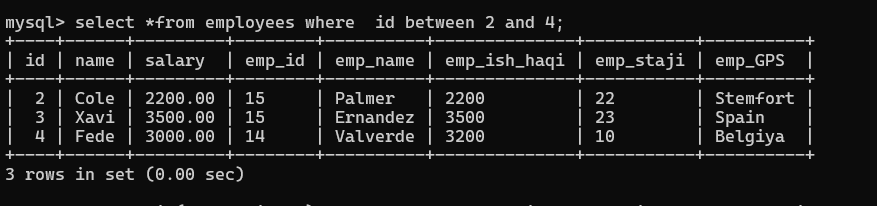 mysql> select *from employees where  id between 2 and 4;
+----+------+---------+--------+----------+--------------+-----------+----------+
| id | name | salary  | emp_id | emp_name | emp_ish_haqi | emp_staji | emp_GPS  |
+----+------+---------+--------+----------+--------------+-----------+----------+
|  2 | Cole | 2200.00 | 15     | Palmer   | 2200         | 22        | Stemfort |
|  3 | Xavi | 3500.00 | 15     | Ernandez | 3500         | 23        | Spain    |
|  4 | Fede | 3000.00 | 14     | Valverde | 3200         | 10        | Belgiya  |
+----+------+---------+--------+----------+--------------+-----------+----------+
3 rows in set (0.00 sec)